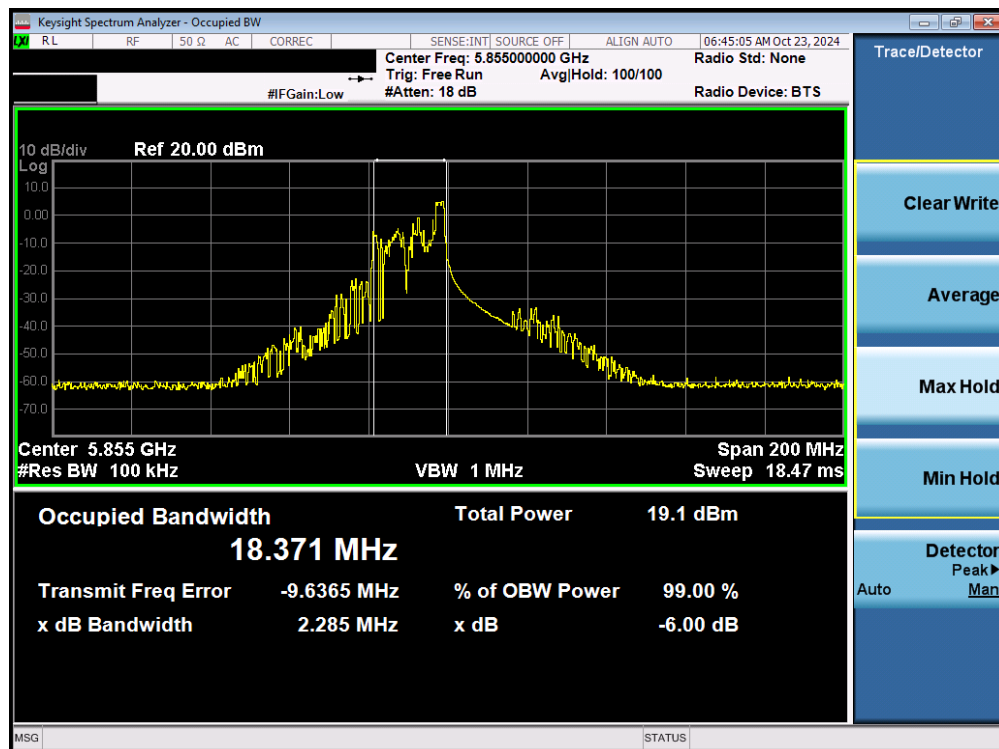 Keysight Spectrum Analyzer - Occupied BW
LXI RL RF 50 Ω AC CORREC SENSE:INT SOURCE OFF ALIGN AUTO 06:45:05 AM Oct 23, 2024
Center Freq: 5.855000000 GHz Radio Std: None
Trig: Free Run Avg|Hold: 100/100
#IFGain:Low #Atten: 18 dB Radio Device: BTS
10 dB/div Ref 20.00 dBm
Log
10.0
0.00
-10.0
-20.0
-30.0
-40.0
-50.0
-60.0
-70.0
Center 5.855 GHz Span 200 MHz
#Res BW 100 kHz VBW 1 MHz Sweep 18.47 ms
Occupied Bandwidth Total Power 19.1 dBm
18.371 MHz
Transmit Freq Error -9.6365 MHz % of OBW Power 99.00 %
x dB Bandwidth 2.285 MHz x dB -6.00 dB
Trace/Detector
Clear Write
Average
Max Hold
Min Hold
Detector
Peak▶
Auto Man
MSG STATUS